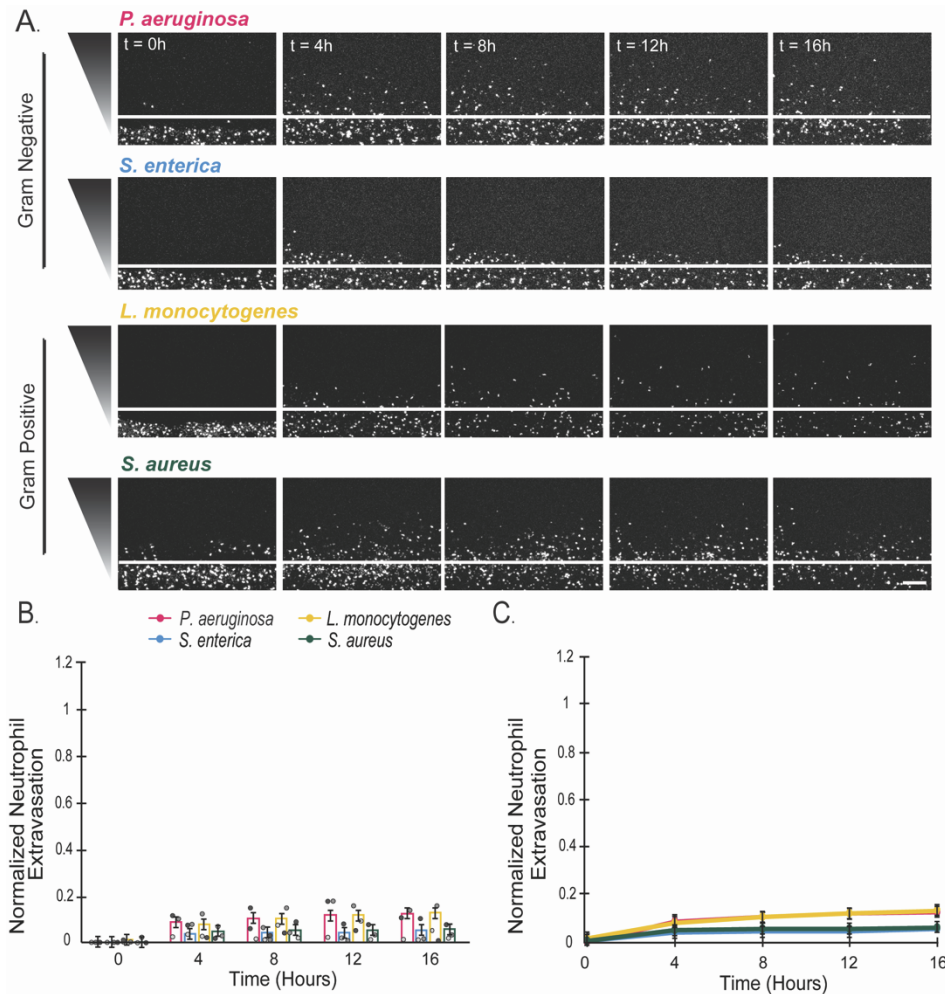 A.
P. aeruginosa
t = 0h
t = 4h
t = 8h
t = 12h
t = 16h
Gram Negative
S. enterica
L. monocytogenes
Gram Positive
S. aureus
B.
P. aeruginosa
L. monocytogenes
S. enterica
S. aureus
Normalized Neutrophil
Extravasation
1.2
1
0.8
0.6
0.4
0.2
0
0
4
8
12
16
Time (Hours)
C.
Normalized Neutrophil
Extravasation
1.2
1
0.8
0.6
0.4
0.2
0
0
4
8
12
16
Time (Hours)